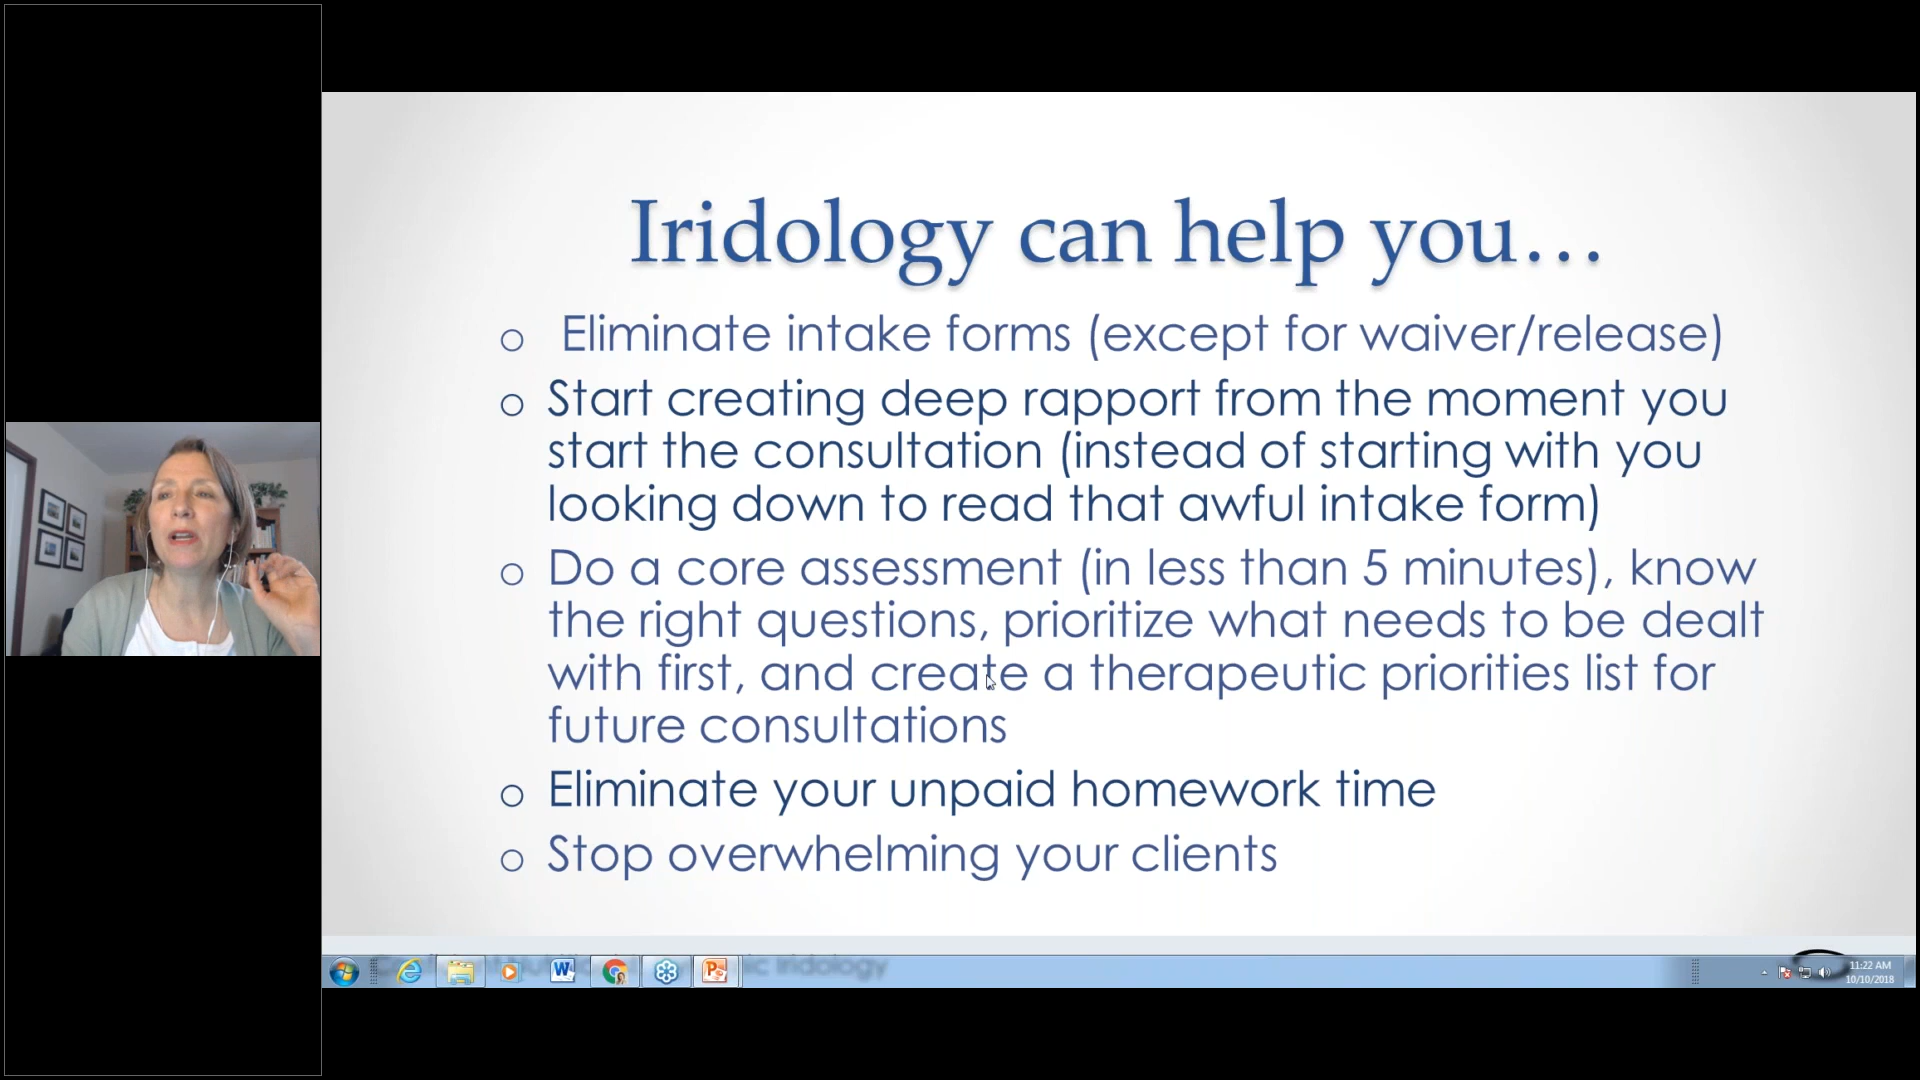 Iridology can help you…
o Eliminate intake forms (except for waiver/release)
o Start creating deep rapport from the moment you
start the consultation (instead of starting with you
looking down to read that awful intake form)
o Do a core assessment (in less than 5 minutes), know
the right questions, prioritize what needs to be dealt
with first, and create a therapeutic priorities list for
future consultations
o Eliminate your unpaid homework time
o Stop overwhelming your clients
Iridology
11:22 AM
10/10/2018